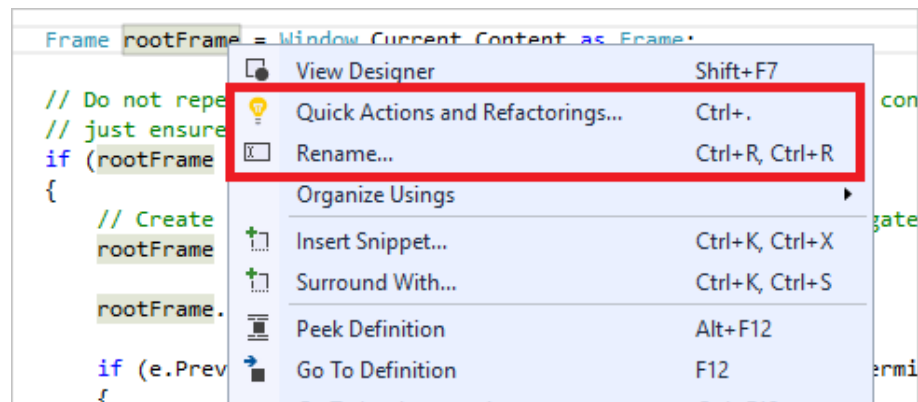 Frame rootFrame = Window.Current.Content as Frame;
View Designer Shift+F7
// Do not repe
Quick Actions and Refactorings... Ctrl+.
con
// just ensure
Rename... Ctrl+R, Ctrl+R
if (rootFrame
{
Organize Usings
// Create
gate
Insert Snippet... Ctrl+K, Ctrl+X
rootFrame
Surround With... Ctrl+K, Ctrl+S
rootFrame.
Peek Definition Alt+F12
if (e.Prev
Go To Definition F12
ermi
{